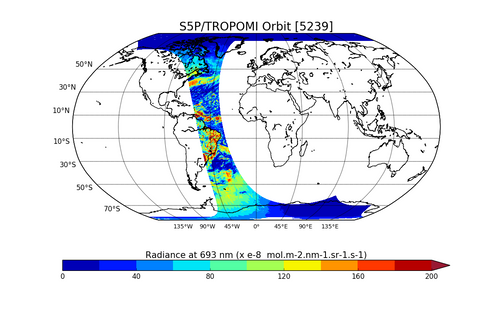 S5P/TROPOMI Orbit [5239]
50°N
30°N
10°N
10°S
30°S
50°S
70°S
135°W 90°W 45°W 0° 45°E 90°E 135°E
Radiance at 693 nm (x e-8 mol.m-2.nm-1.sr-1.s-1)
0 40 80 120 160 200